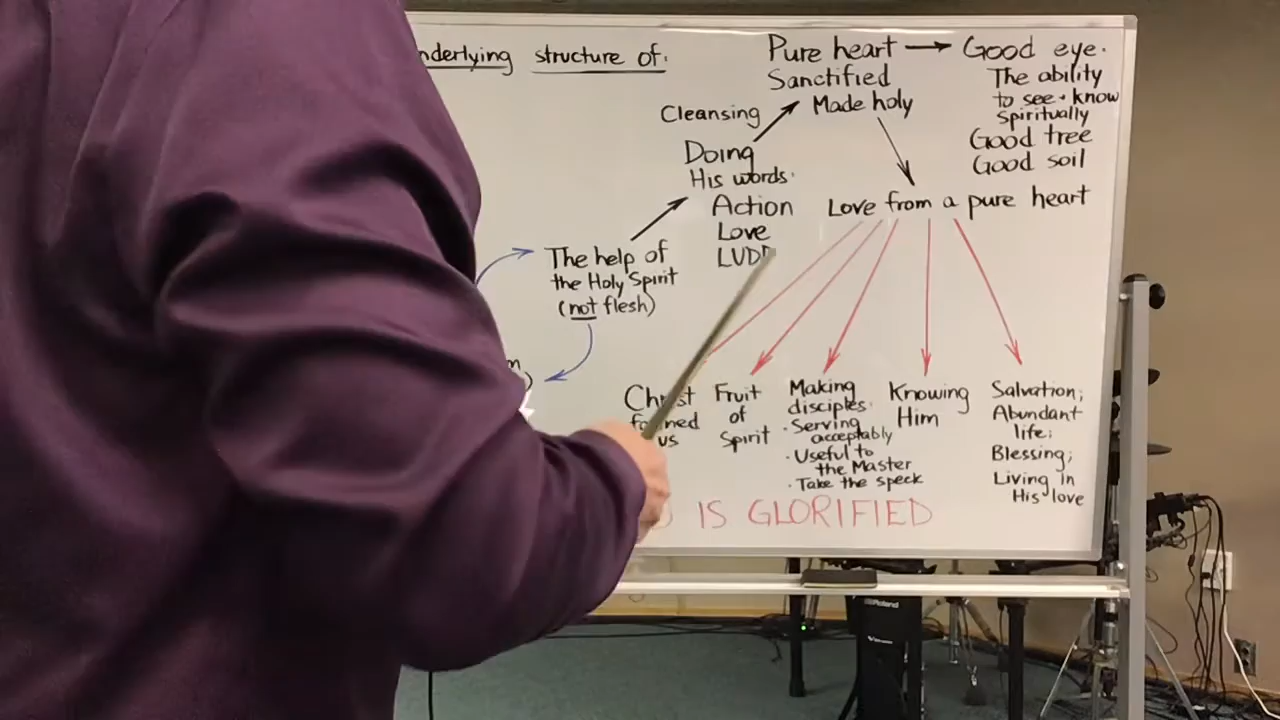 structure of:
Pure heart → Good eye.
Sanctified
Made holy
The ability
to see + know
Spiritually
Good tree
Good soil
Cleansing
Doing
His words.
Action
Love
Love from a pure heart
The help of
the Holy Spirit
(not flesh)
Christ
formed
us
Fruit
of
Spirit
Making
disciples.
· Serving
acceptably
· Useful to
the Master
· Take the speck
Knowing
Him
Salvation;
Abundant
life;
Blessing;
Living in
His love
IS GLORIFIED
Roland